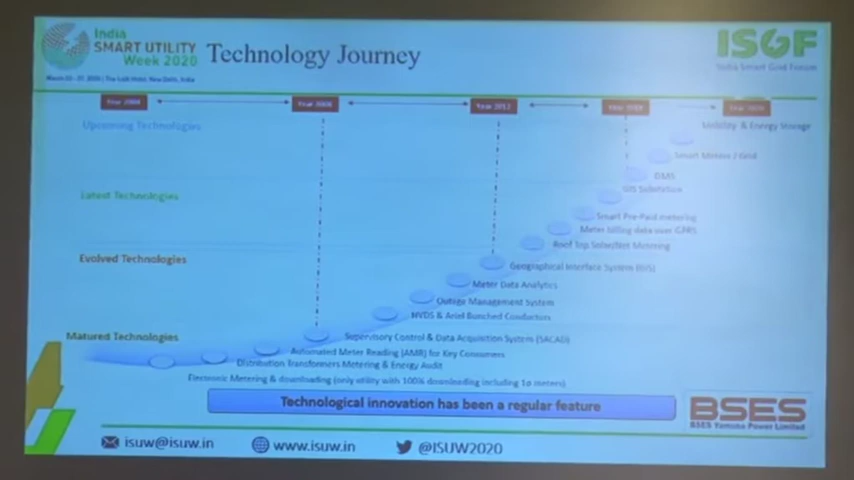 India
SMART UTILITY
Week 2020
Technology Journey
ISGF
India Smart Grid Forum
Year 2012
Upcoming Technologies
Mobility & Energy Storage
Smart Meters / Grid
Latest Technologies
GIS Substation
Smart Pre-Paid metering
Meter billing data over GPRS
Roof Top Solar/Net Metering
Evolved Technologies
Geographical Interface System (GIS)
Meter Data Analytics
Outage Management System
HVDS & Ariel Bunched Conductors
Matured Technologies
Supervisory Control & Data Acquisition System (SACAD)
Automated Meter Reading (AMR) for Key Consumers
Distribution Transformers Metering & Energy Audit
Electronic Metering & downloading (only utility with 100% downloading including 1ø meters)
Technological innovation has been a regular feature
BSES
BSES Yamuna Power Limited
isuw@isuw.in
www.isuw.in
@ISUW2020